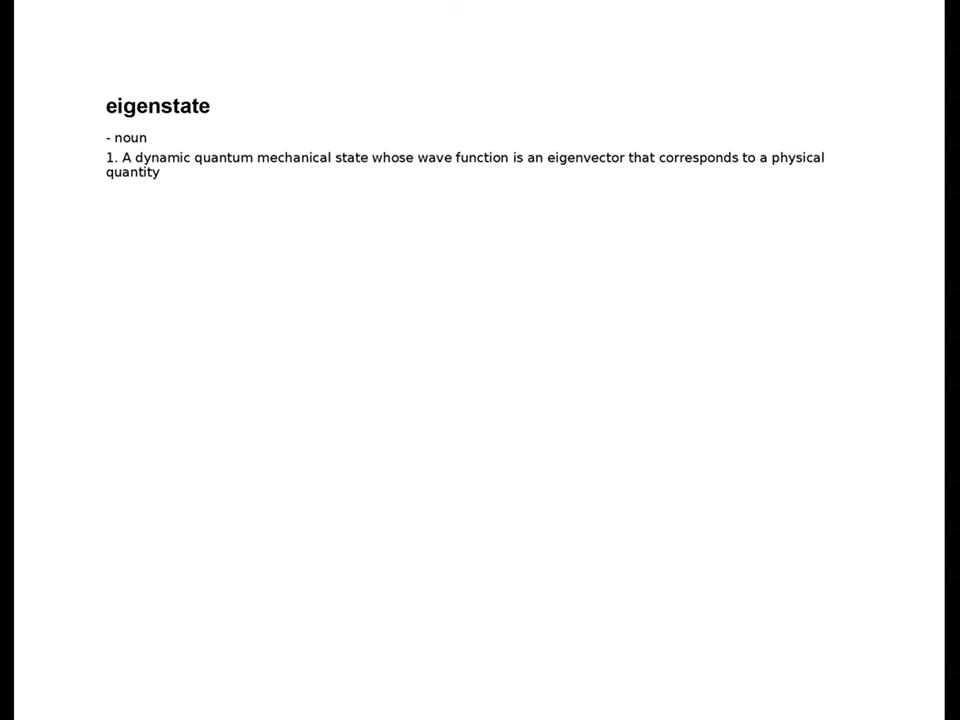 eigenstate
- noun
1. A dynamic quantum mechanical state whose wave function is an eigenvector that corresponds to a physical
quantity